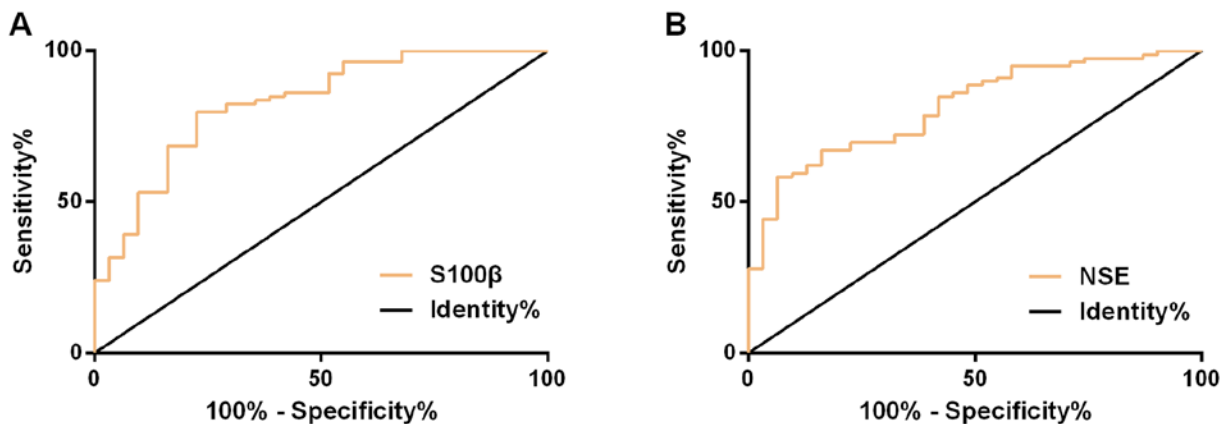 A
100
50
0
Sensitivity%
S100β
Identity%
0
50
100
100% - Specificity%
B
100
50
0
Sensitivity%
NSE
Identity%
0
50
100
100% - Specificity%